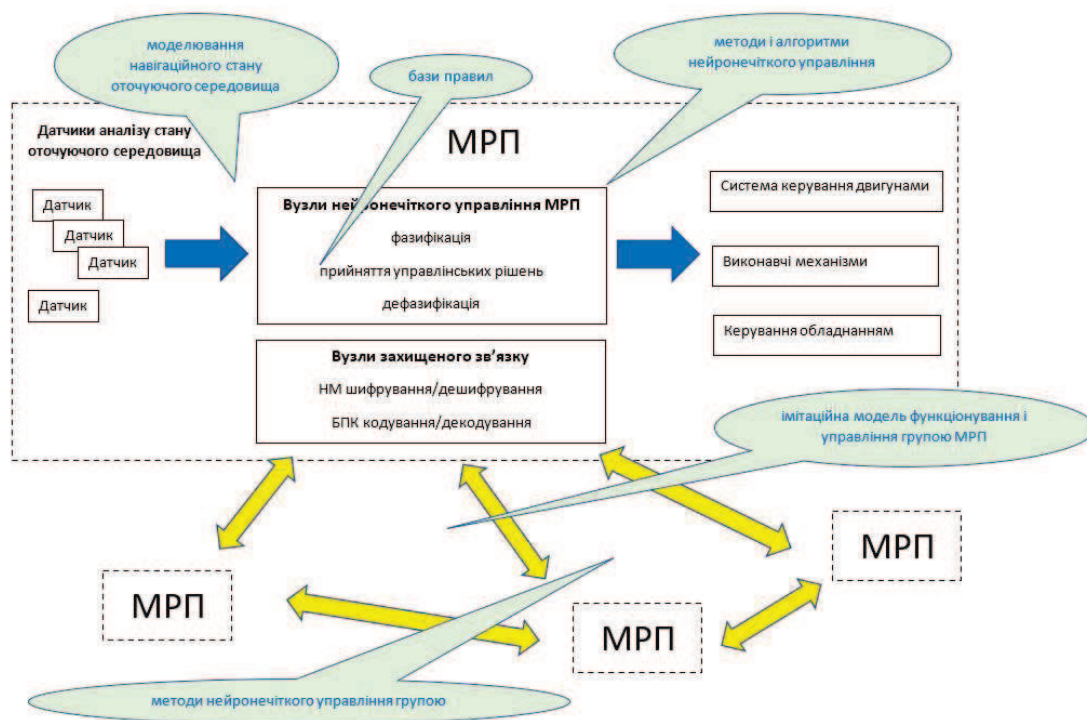 моделювання
навігаційного стану
оточуючого середовища
бази правил
методи і алгоритми
нейронечіткого управління
Датчики аналізу стану
оточуючого середовища
МРП
Датчик
Датчик
Датчик
Датчик
Вузли нейронечіткого управління МРП
фазифікація
прийняття управлінських рішень
дефазифікація
Система керування двигунами
Виконавчі механізми
Керування обладнанням
Вузли захищеного зв’язку
НМ шифрування/дешифрування
БПК кодування/декодування
імітаційна модель функціонування і
управління групою МРП
МРП
МРП
МРП
методи нейронечіткого управління групою